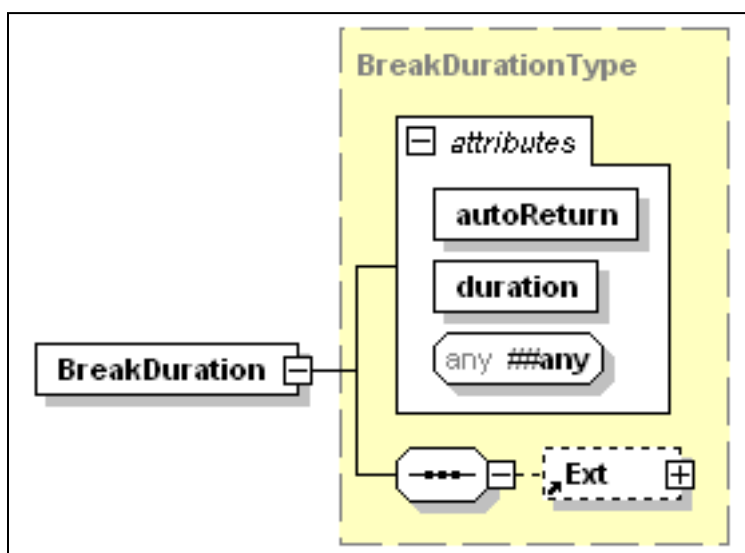 BreakDurationType
attributes
autoReturn
duration
any ##any
BreakDuration
Ext